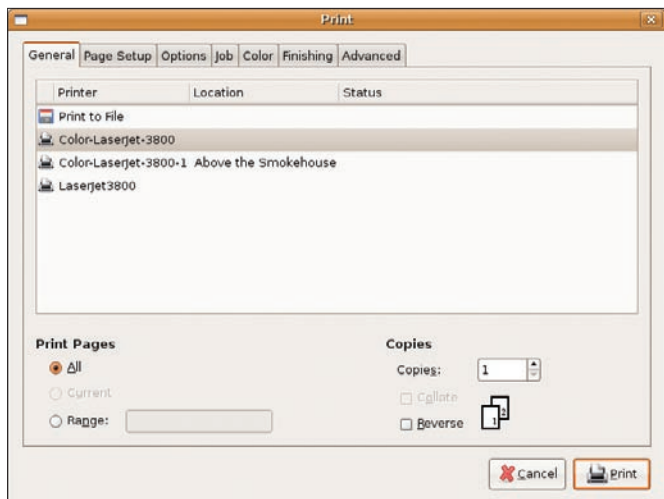 Print
General Page Setup Options Job Color Finishing Advanced
Printer Location Status
Print to File
Color-Laserjet-3800
Color-Laserjet-3800-1 Above the Smokehouse
Laserjet3800
Print Pages
All
Current
Range:
Copies
Copies: 1
Collate
Reverse
1 2
Cancel Print